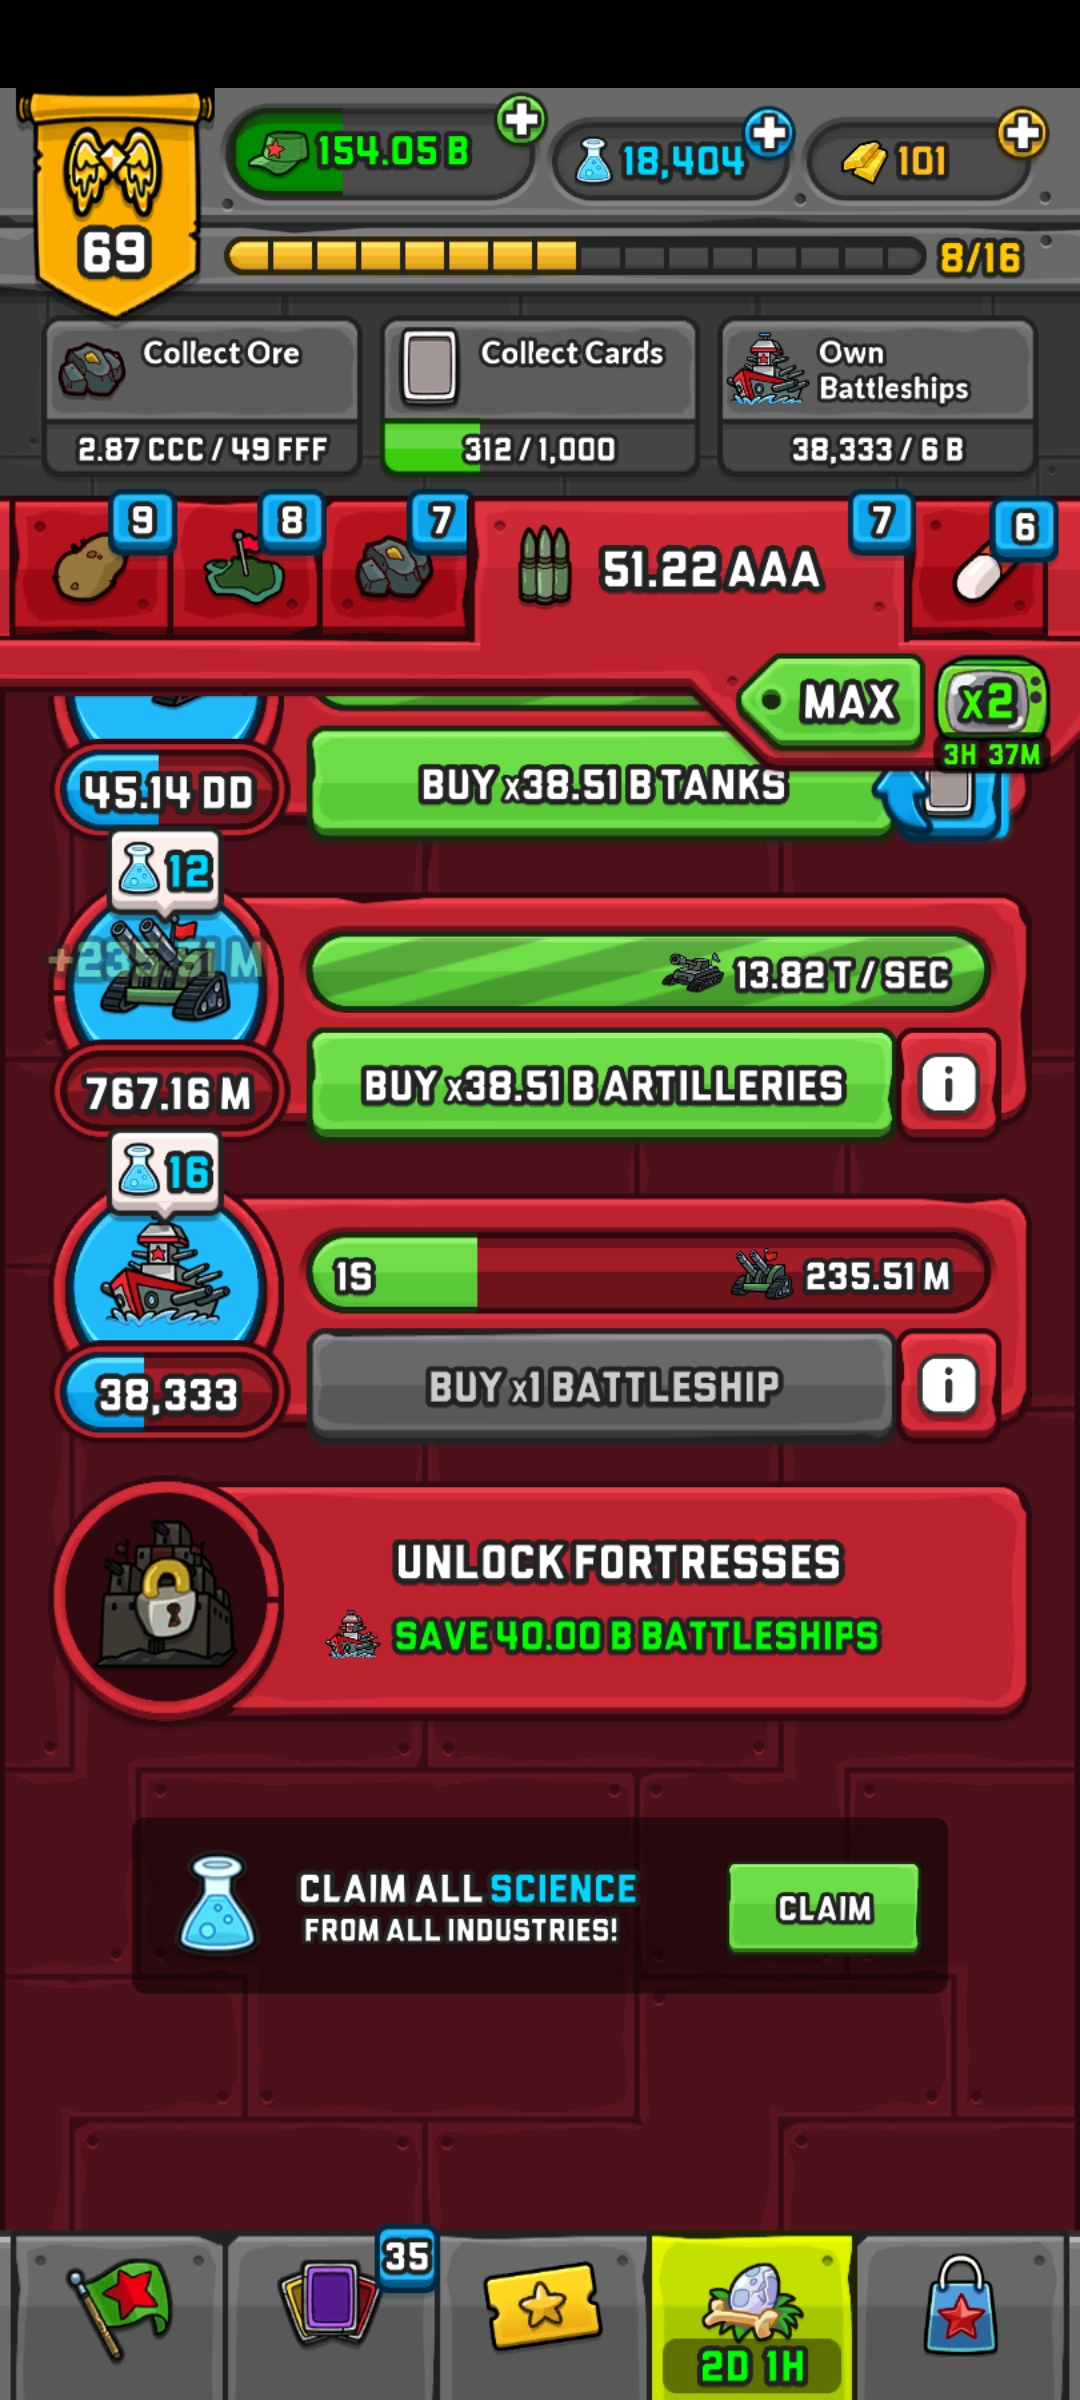 154.05 B
18,404
101
69
8/16
Collect Ore
2.87 CCC / 49 FFF
Collect Cards
312 / 1,000
Own
Battleships
38,333 / 6 B
9
8
7
51.22 AAA
7
6
MAX
x2
3H 37M
45.14 DD
BUY x38.51 B TANKS
12
+235.51 M
13.82 T / SEC
767.16 M
BUY x38.51 B ARTILLERIES
i
16
1S
235.51 M
38,333
BUY x1 BATTLESHIP
i
UNLOCK FORTRESSES
SAVE 40.00 B BATTLESHIPS
CLAIM ALL SCIENCE
FROM ALL INDUSTRIES!
CLAIM
35
2D 1H